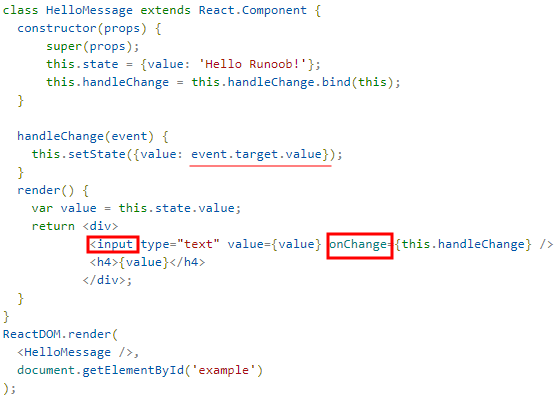 class HelloMessage extends React.Component {
  constructor(props) {
      super(props);
      this.state = {value: 'Hello Runoob!'};
      this.handleChange = this.handleChange.bind(this);
  }

  handleChange(event) {
    this.setState({value: event.target.value});
  }
  render() {
    var value = this.state.value;
    return <div>
            <input type="text" value={value} onChange={this.handleChange} />
            <h4>{value}</h4>
           </div>;
  }
}
ReactDOM.render(
  <HelloMessage />,
  document.getElementById('example')
);